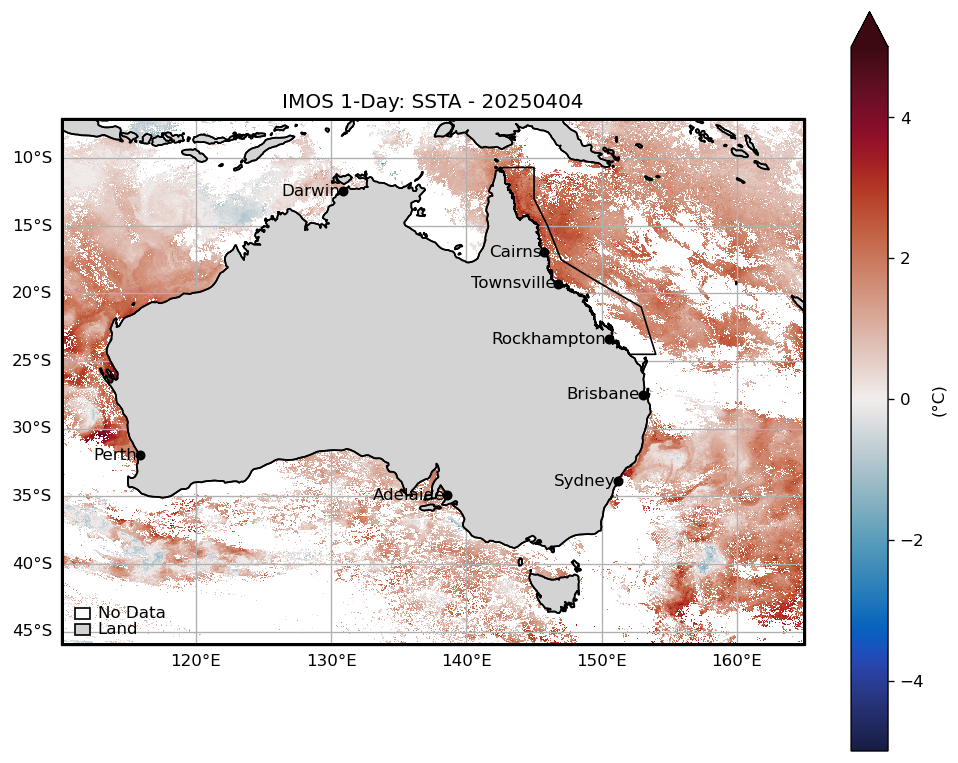 IMOS 1-Day: SSTA - 20250404
10°S
15°S
20°S
25°S
30°S
35°S
40°S
45°S
Darwin
Cairns
Townsville
Rockhampton
Brisbane
Perth
Sydney
Adelaide
No Data
Land
120°E 130°E 140°E 150°E 160°E
4
2
0
−2
−4
(°C)